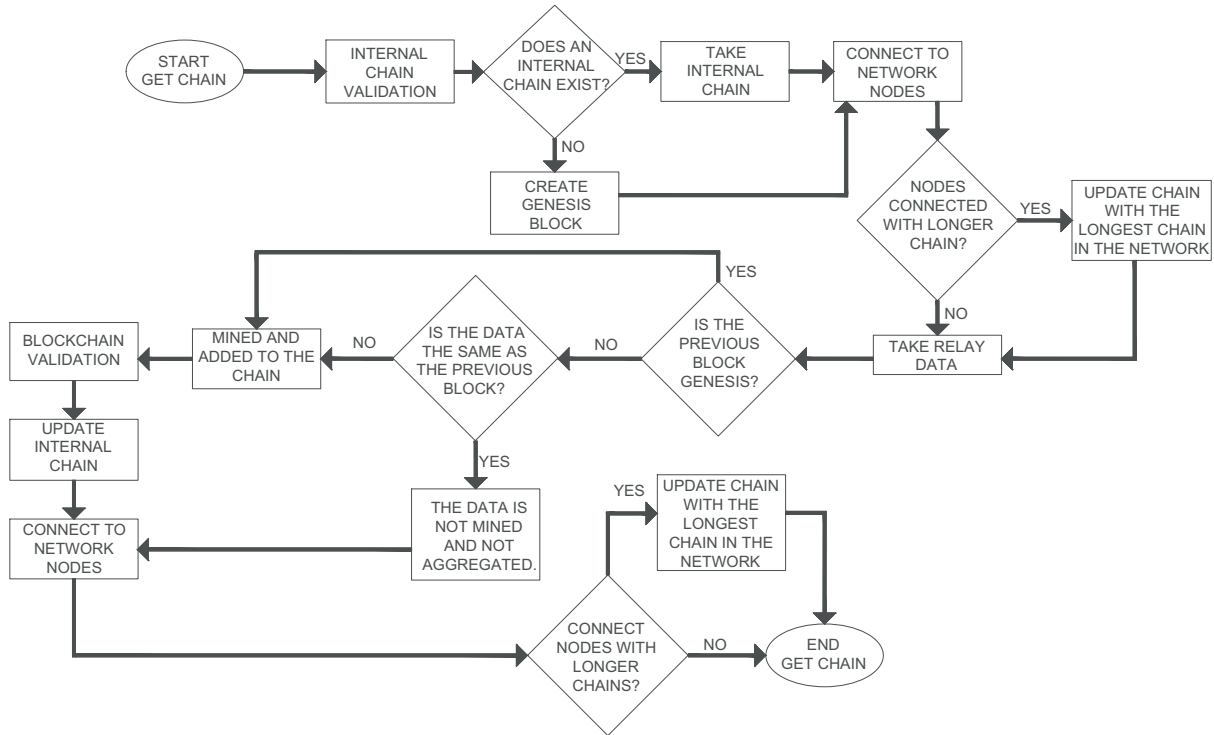 START
GET CHAIN
INTERNAL
CHAIN
VALIDATION
DOES AN
INTERNAL
CHAIN EXIST?
YES
TAKE
INTERNAL
CHAIN
CONNECT TO
NETWORK
NODES
NO
CREATE
GENESIS
BLOCK
NODES
CONNECTED
WITH LONGER
CHAIN?
YES
UPDATE CHAIN
WITH THE
LONGEST CHAIN
IN THE NETWORK
NO
TAKE RELAY
DATA
IS THE
PREVIOUS
BLOCK
GENESIS?
YES
NO
IS THE DATA
THE SAME AS
THE PREVIOUS
BLOCK?
NO
MINED AND
ADDED TO THE
CHAIN
BLOCKCHAIN
VALIDATION
UPDATE
INTERNAL
CHAIN
YES
THE DATA IS
NOT MINED
AND NOT
AGGREGATED.
CONNECT TO
NETWORK
NODES
CONNECT
NODES WITH
LONGER
CHAINS?
YES
UPDATE CHAIN
WITH THE
LONGEST
CHAIN IN THE
NETWORK
NO
END
GET CHAIN